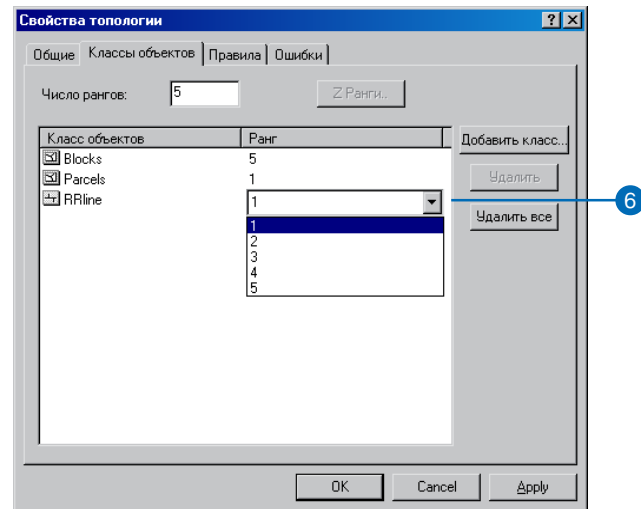 Свойства топологии
Общие Классы объектов Правила Ошибки
Число рангов: 5 Z Ранги..
Класс объектов Ранг Добавить класс...
Blocks 5
Parcels 1 Удалить
RRline 1 6
1 Удалить все
2
3
4
5
OK Cancel Apply